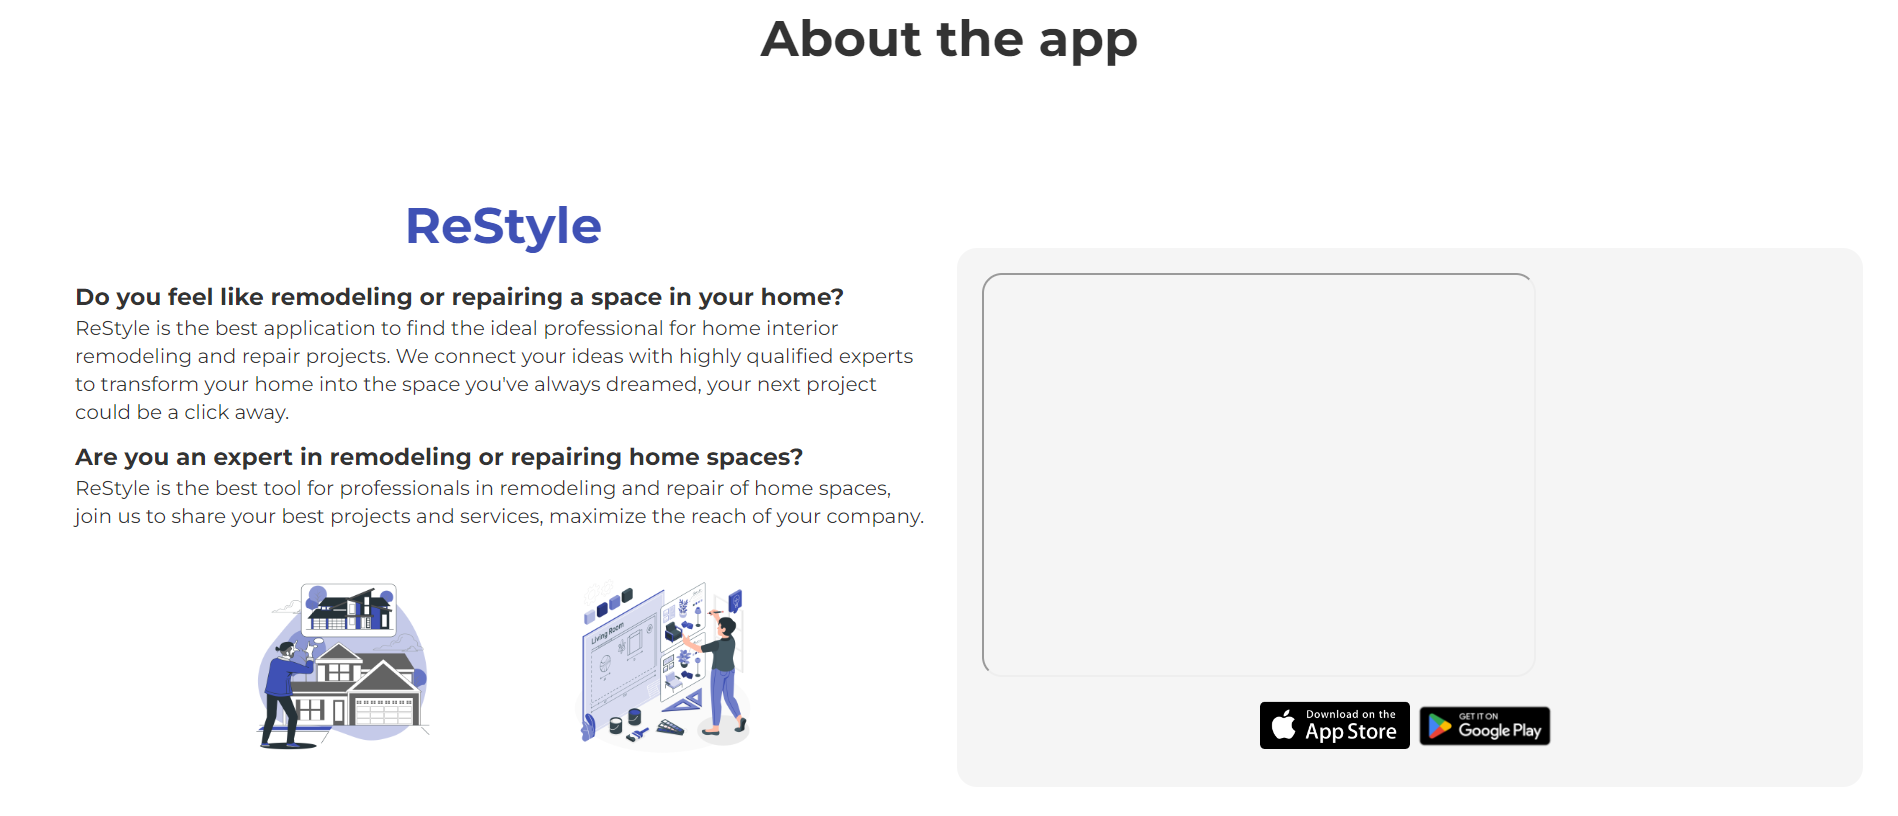 About the app
ReStyle
Do you feel like remodeling or repairing a space in your home?
ReStyle is the best application to find the ideal professional for home interior
remodeling and repair projects. We connect your ideas with highly qualified experts
to transform your home into the space you've always dreamed, your next project
could be a click away.
Are you an expert in remodeling or repairing home spaces?
ReStyle is the best tool for professionals in remodeling and repair of home spaces,
join us to share your best projects and services, maximize the reach of your company.
Living Room
Download on the
App Store
GET IT ON
Google Play